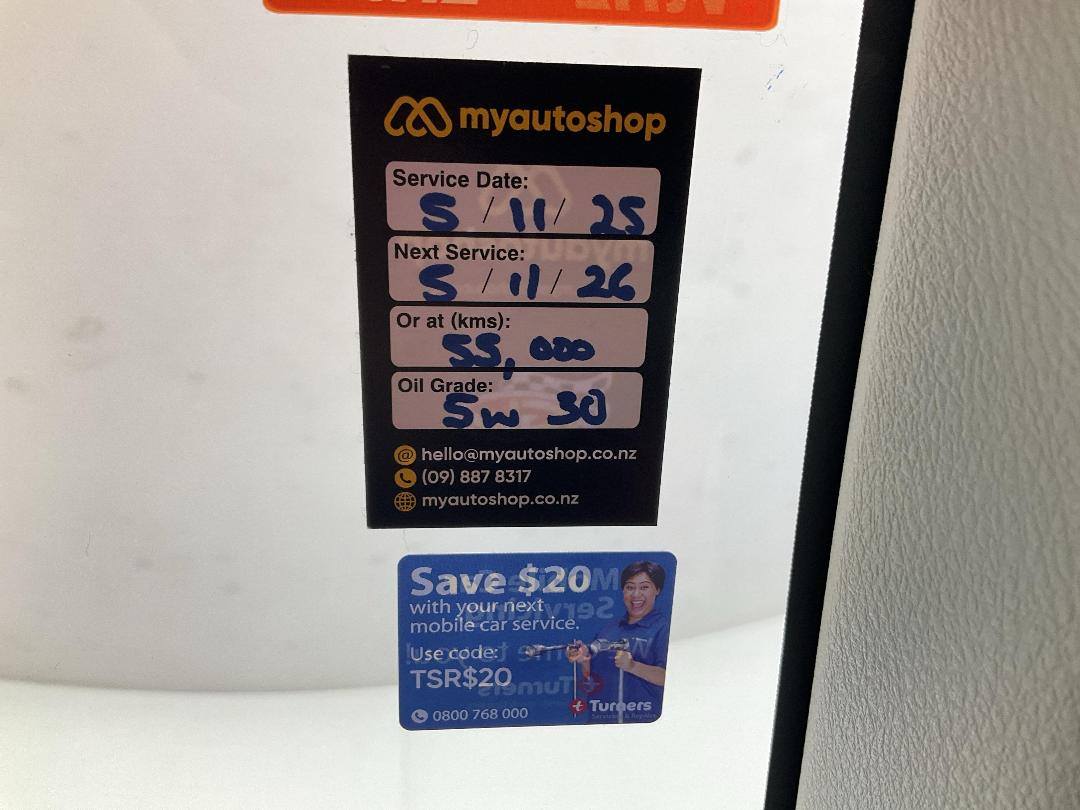 myautoshop
Service Date:
5 / 11 / 25
Next Service:
5 / 11 / 26
Or at (kms):
55,000
Oil Grade:
5w 30
hello@myautoshop.co.nz
(09) 887 8317
myautoshop.co.nz
Save $20
with your next
mobile car service.
Use code:
TSR$20
0800 768 000
Turners